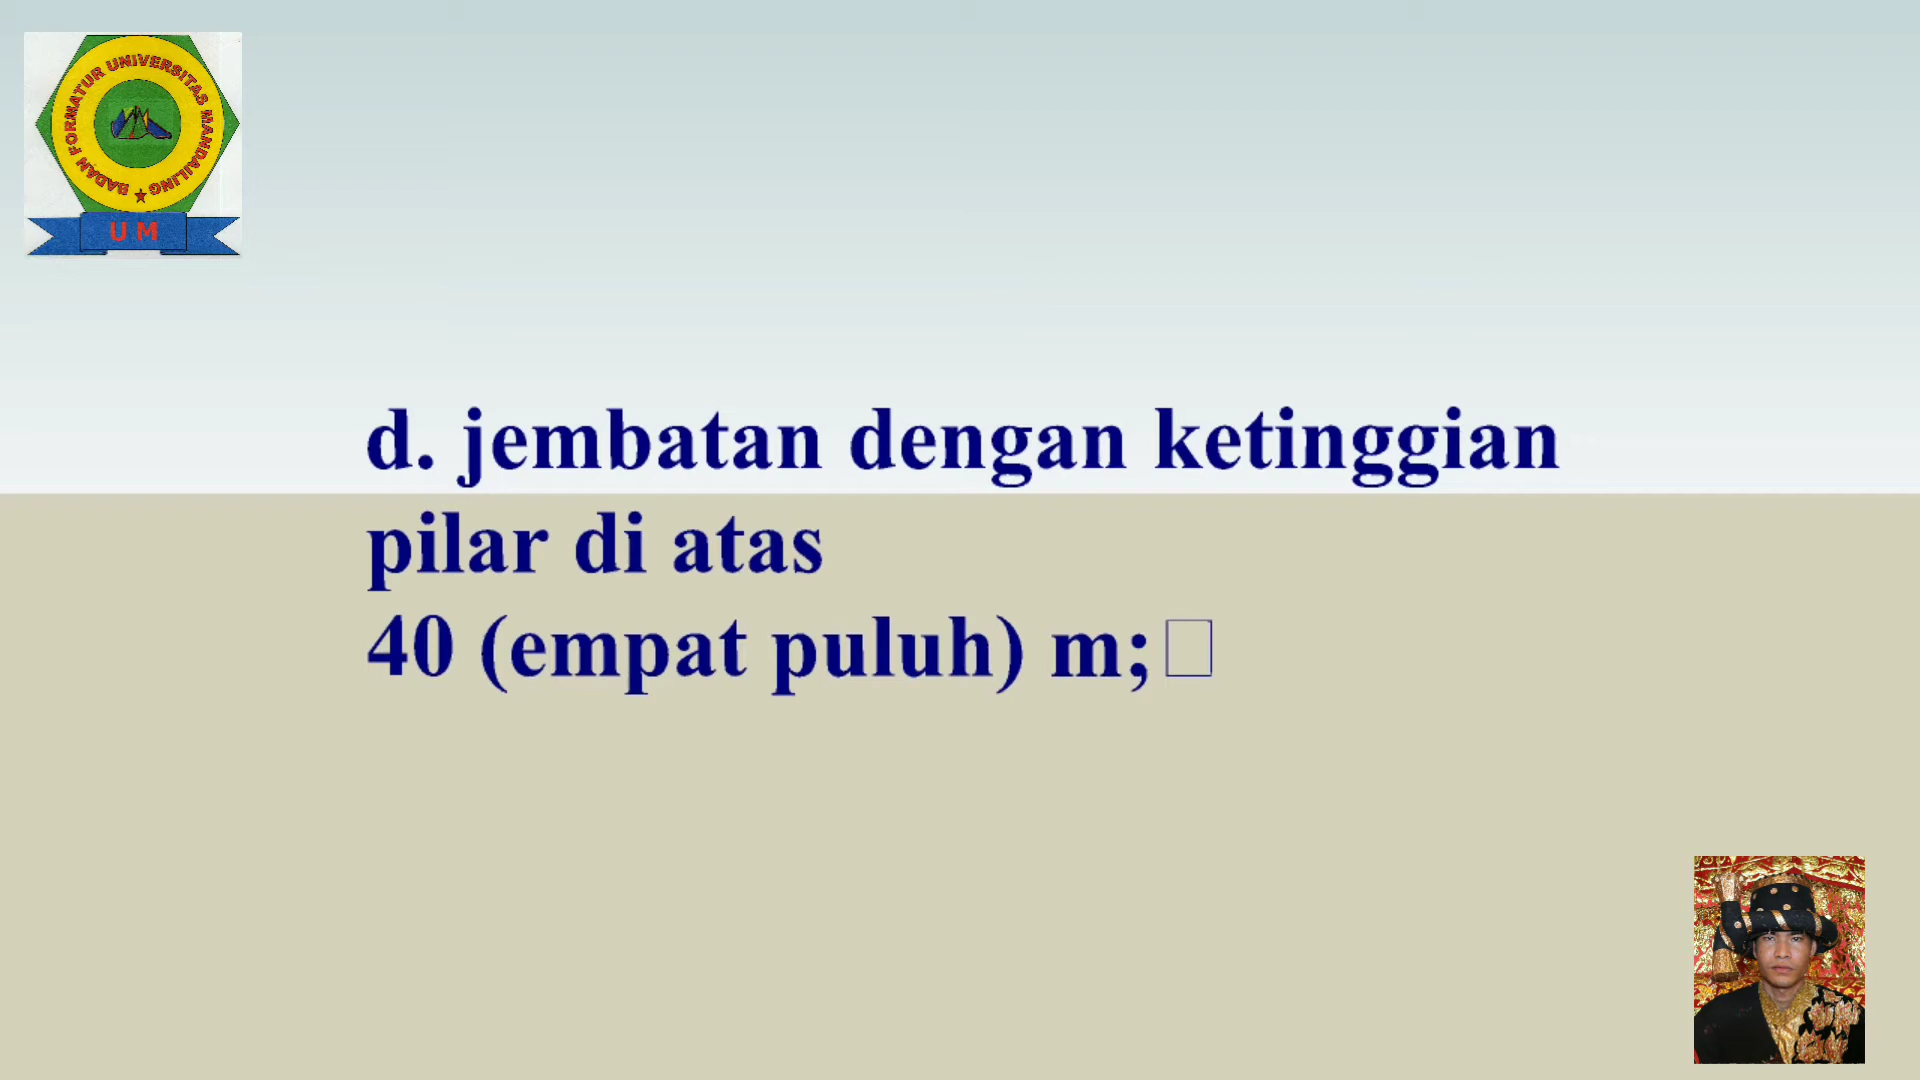 BADAN FORMATUR UNIVERSITAS MANDAILING
U M
d. jembatan dengan ketinggian
pilar di atas
40 (empat puluh) m;